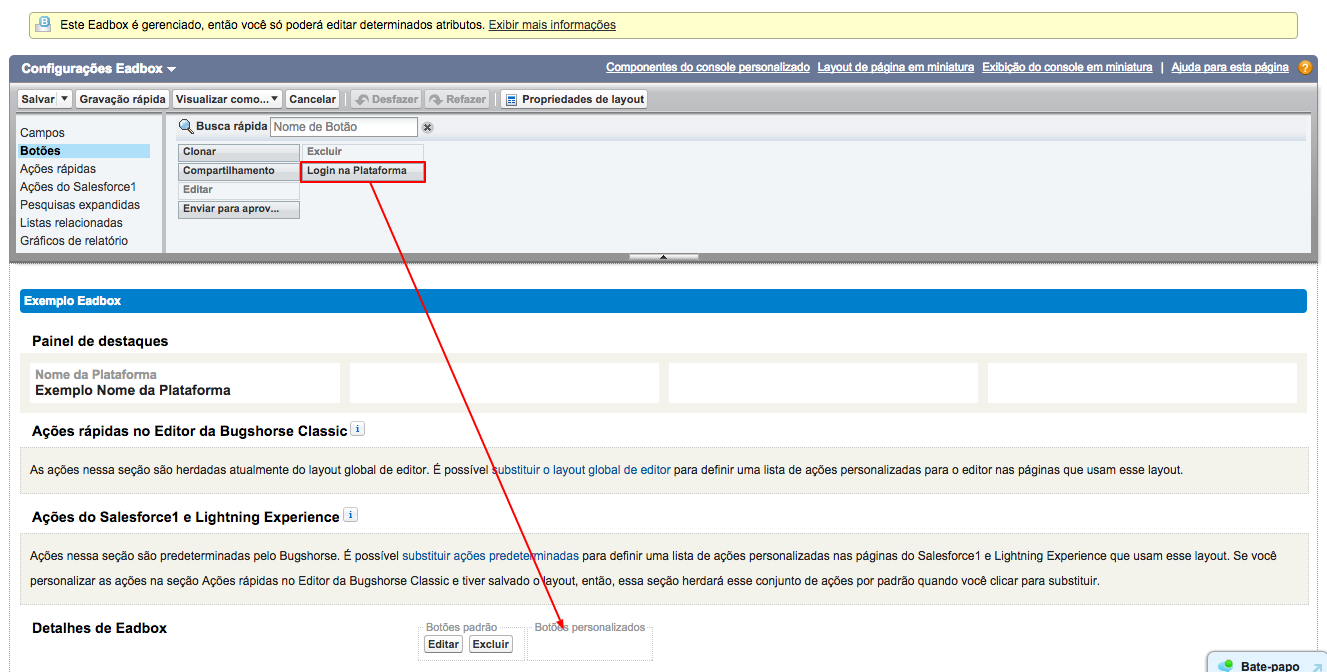 Este Eadbox é gerenciado, então você só poderá editar determinados atributos. Exibir mais informações
Configurações Eadbox
Componentes do console personalizado Layout de página em miniatura Exibição do console em miniatura | Ajuda para esta página ?
Salvar Gravação rápida Visualizar como... Cancelar Desfazer Refazer Propriedades de layout
Campos
Botões
Ações rápidas
Ações do Salesforce1
Pesquisas expandidas
Listas relacionadas
Gráficos de relatório
Busca rápida Nome de Botão
Clonar Excluir
Compartilhamento Login na Plataforma
Editar
Enviar para aprov...
Exemplo Eadbox
Painel de destaques
Nome da Plataforma
Exemplo Nome da Plataforma
Ações rápidas no Editor da Bugshorse Classic i
As ações nessa seção são herdadas atualmente do layout global de editor. É possível substituir o layout global de editor para definir uma lista de ações personalizadas para o editor nas páginas que usam esse layout.
Ações do Salesforce1 e Lightning Experience i
Ações nessa seção são predeterminadas pelo Bugshorse. É possível substituir ações predeterminadas para definir uma lista de ações personalizadas nas páginas do Salesforce1 e Lightning Experience que usam esse layout. Se você
personalizar as ações na seção Ações rápidas no Editor da Bugshorse Classic e tiver salvado o layout, então, essa seção herdará esse conjunto de ações por padrão quando você clicar para substituir.
Detalhes de Eadbox
Botões padrão
Editar Excluir
Botões personalizados
Bate-papo